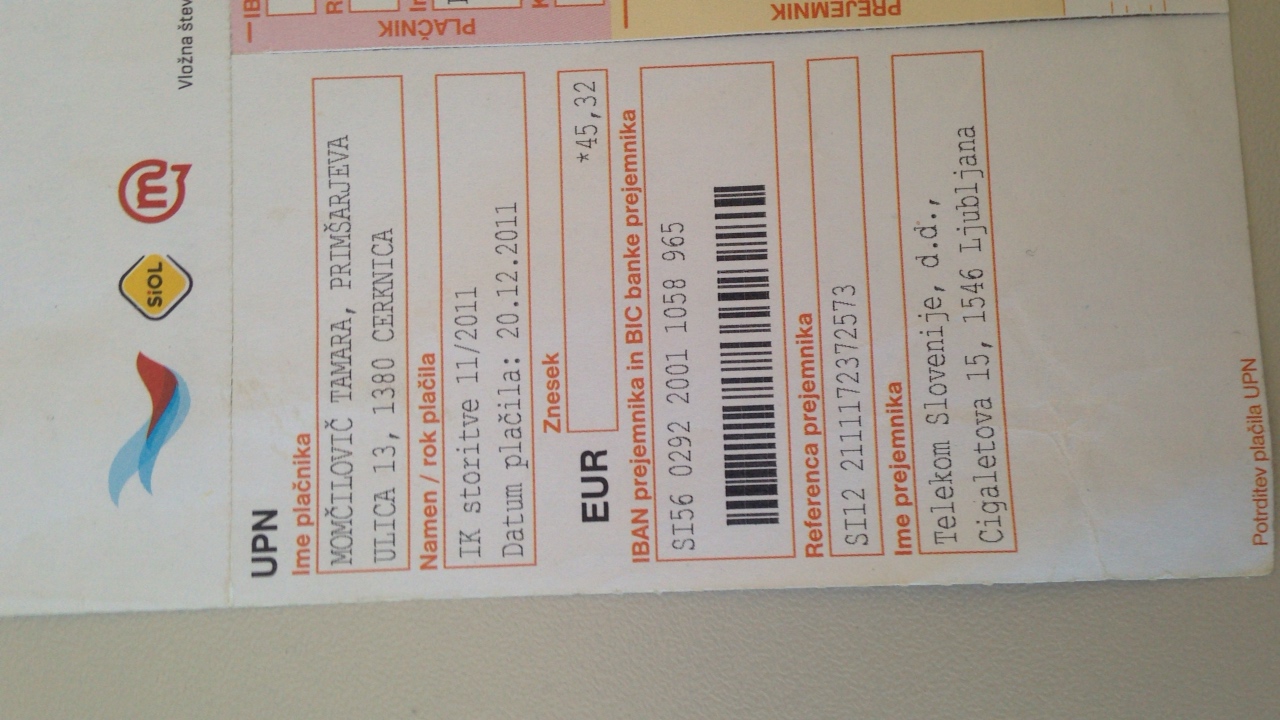 SiOL
m
Vložna štev
UPN
Ime plačnika
MOMČILOVIČ TAMARA, PRIMŠARJEVA
ULICA 13, 1380 CERKNICA
Namen / rok plačila
IK storitve 11/2011
Datum plačila: 20.12.2011
Znesek
EUR
*45,32
IBAN prejemnika in BIC banke prejemnika
SI56 0292 2001 1058 965
Referenca prejemnika
SI12 2111172372573
Ime prejemnika
Telekom Slovenije, d.d.,
Cigaletova 15, 1546 Ljubljana
Potrditev plačila UPN
IB
R
PLAČNIK
K
PREJEMNIK